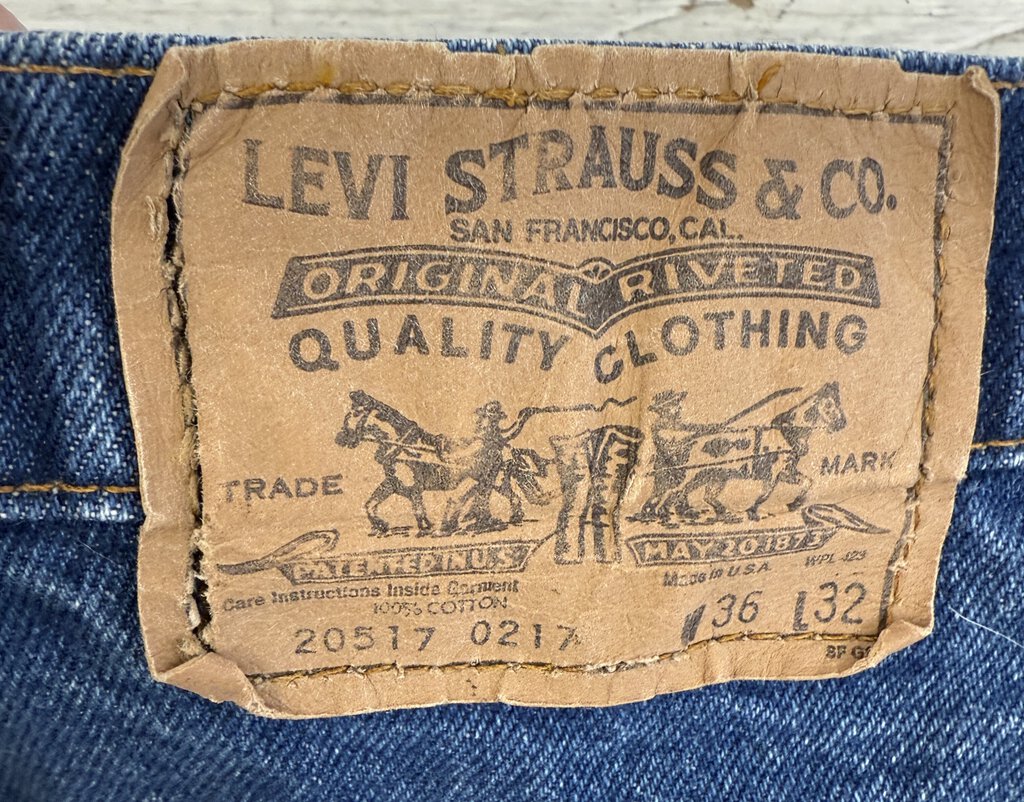 LEVI STRAUSS & CO.
SAN FRANCISCO, CAL.
ORIGINAL RIVETED
QUALITY CLOTHING
TRADE MARK
PATENTED IN U.S. MAY 20 1873
Made in U.S.A. WPL 423
Care Instructions Inside Garment
100% COTTON
20517 0217 W36 L32